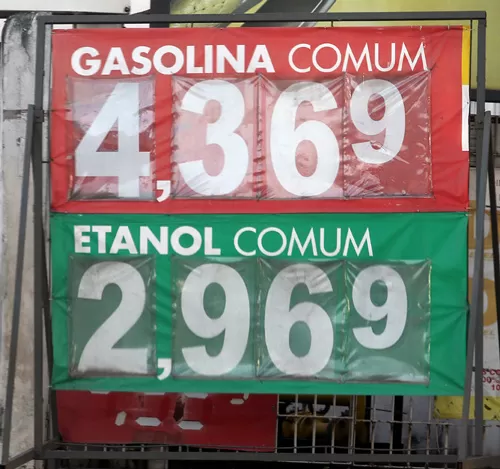 GASOLINA COMUM
4,369
ETANOL COMUM
2,969